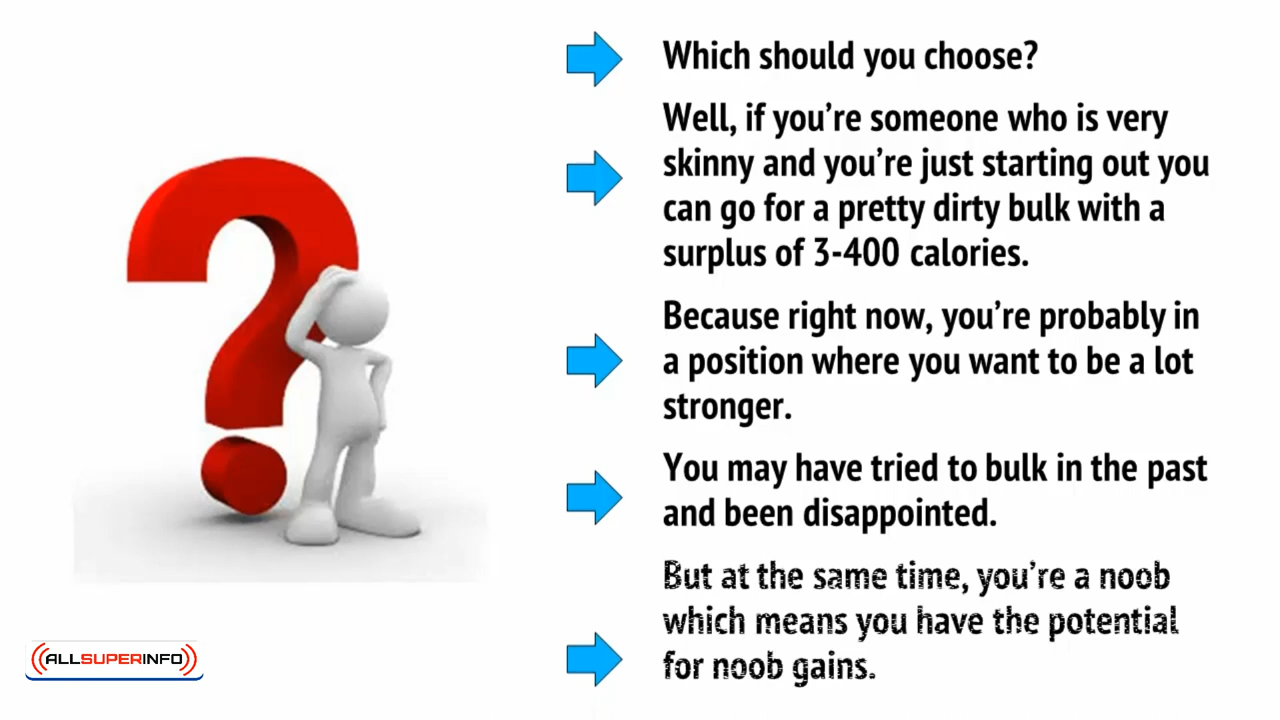 Which should you choose?
Well, if you're someone who is very
skinny and you're just starting out you
can go for a pretty dirty bulk with a
surplus of 3-400 calories.
Because right now, you're probably in
a position where you want to be a lot
stronger.
You may have tried to bulk in the past
and been disappointed.
But at the same time, you're a noob
which means you have the potential
for noob gains.
ALLSUPERINFO